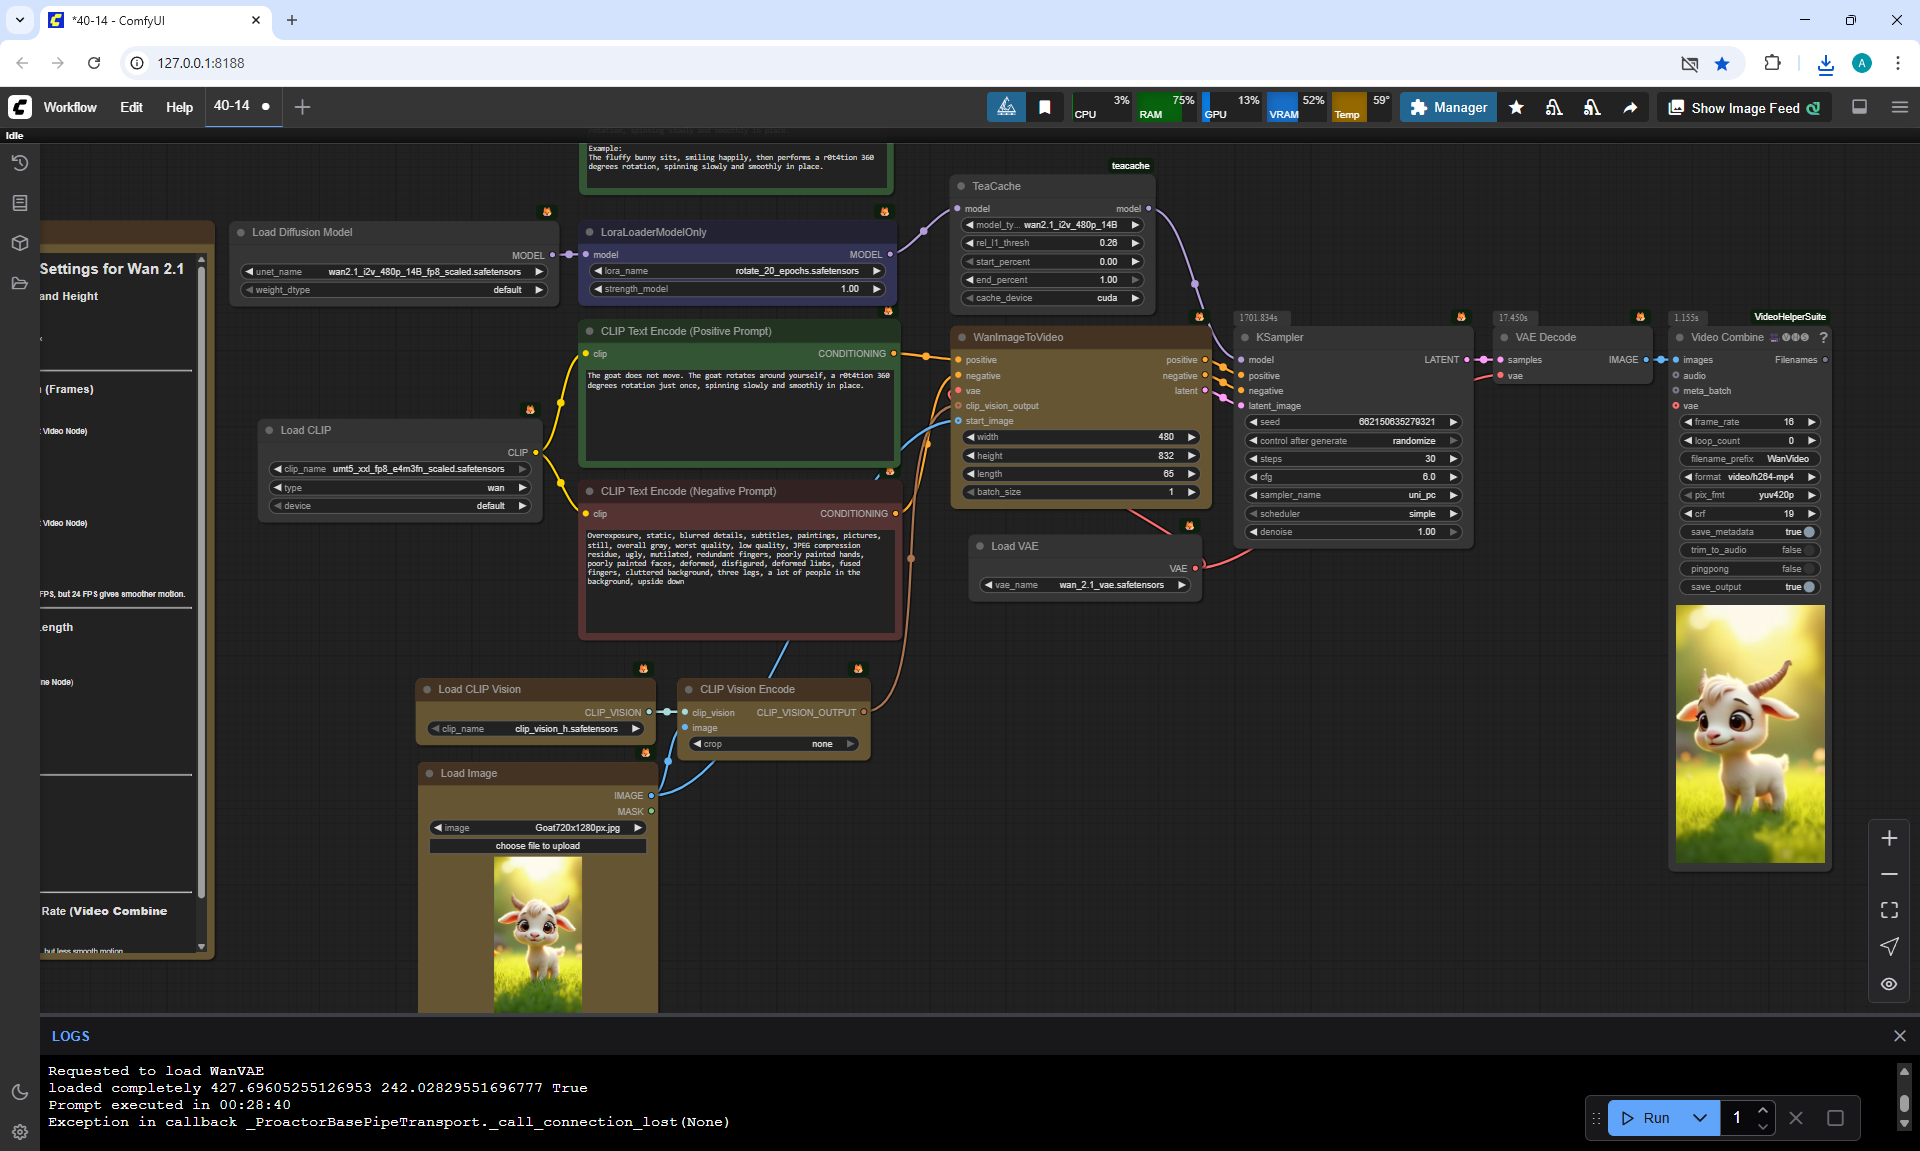 *40-14 - ComfyUI
127.0.0.1:8188
Workflow Edit Help 40-14
CPU 3% RAM 75% GPU 13% VRAM 52% Temp 59°
Manager
Show Image Feed
Idle
Example:
The fluffy bunny sits, smiling happily, then performs a r0t4tion 360
degrees rotation, spinning slowly and smoothly in place.
Settings for Wan 2.1
and Height
(Frames)
Video Node)
Video Node)
FPS, but 24 FPS gives smoother motion.
Length
ne Node)
Rate (Video Combine
but less smooth motion
Load Diffusion Model
MODEL
unet_name wan2.1_i2v_480p_14B_fp8_scaled.safetensors
weight_dtype default
LoraLoaderModelOnly
model MODEL
lora_name rotate_20_epochs.safetensors
strength_model 1.00
teacache
TeaCache
model model
model_ty... wan2.1_i2v_480p_14B
rel_l1_thresh 0.26
start_percent 0.00
end_percent 1.00
cache_device cuda
Load CLIP
CLIP
clip_name umt5_xxl_fp8_e4m3fn_scaled.safetensors
type wan
device default
CLIP Text Encode (Positive Prompt)
clip CONDITIONING
The goat does not move. The goat rotates around yourself, a r0t4tion 360
degrees rotation just once, spinning slowly and smoothly in place.
CLIP Text Encode (Negative Prompt)
clip CONDITIONING
Overexposure, static, blurred details, subtitles, paintings, pictures,
still, overall gray, worst quality, low quality, JPEG compression
residue, ugly, mutilated, redundant fingers, poorly painted hands,
poorly painted faces, deformed, disfigured, deformed limbs, fused
fingers, cluttered background, three legs, a lot of people in the
background, upside down
WanImageToVideo
positive positive
negative negative
vae latent
clip_vision_output
start_image
width 480
height 832
length 65
batch_size 1
Load VAE
VAE
vae_name wan_2.1_vae.safetensors
1701.834s
KSampler
model LATENT
positive
negative
latent_image
seed 662150635279321
control after generate randomize
steps 30
cfg 6.0
sampler_name uni_pc
scheduler simple
denoise 1.00
17.450s
VAE Decode
samples IMAGE
vae
1.155s VideoHelperSuite
Video Combine VHS ?
images Filenames
audio
meta_batch
vae
frame_rate 16
loop_count 0
filename_prefix WanVideo
format video/h264-mp4
pix_fmt yuv420p
crf 19
save_metadata true
trim_to_audio false
pingpong false
save_output true
Load CLIP Vision
CLIP_VISION
clip_name clip_vision_h.safetensors
CLIP Vision Encode
clip_vision CLIP_VISION_OUTPUT
image
crop none
Load Image
IMAGE
MASK
image Goat720x1280px.jpg
choose file to upload
LOGS
Requested to load WanVAE
loaded completely 427.69605255126953 242.02829551696777 True
Prompt executed in 00:28:40
Exception in callback _ProactorBasePipeTransport._call_connection_lost(None)
Run 1